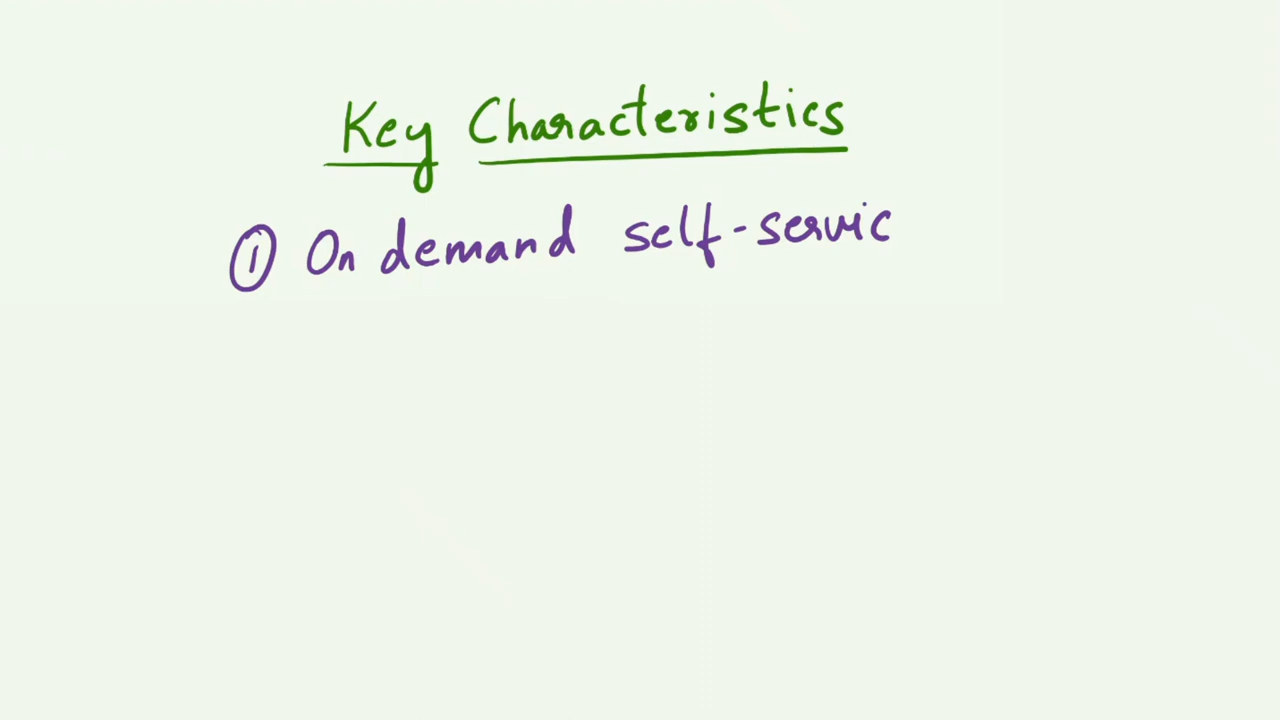 Key Characteristics
① On demand self-servic